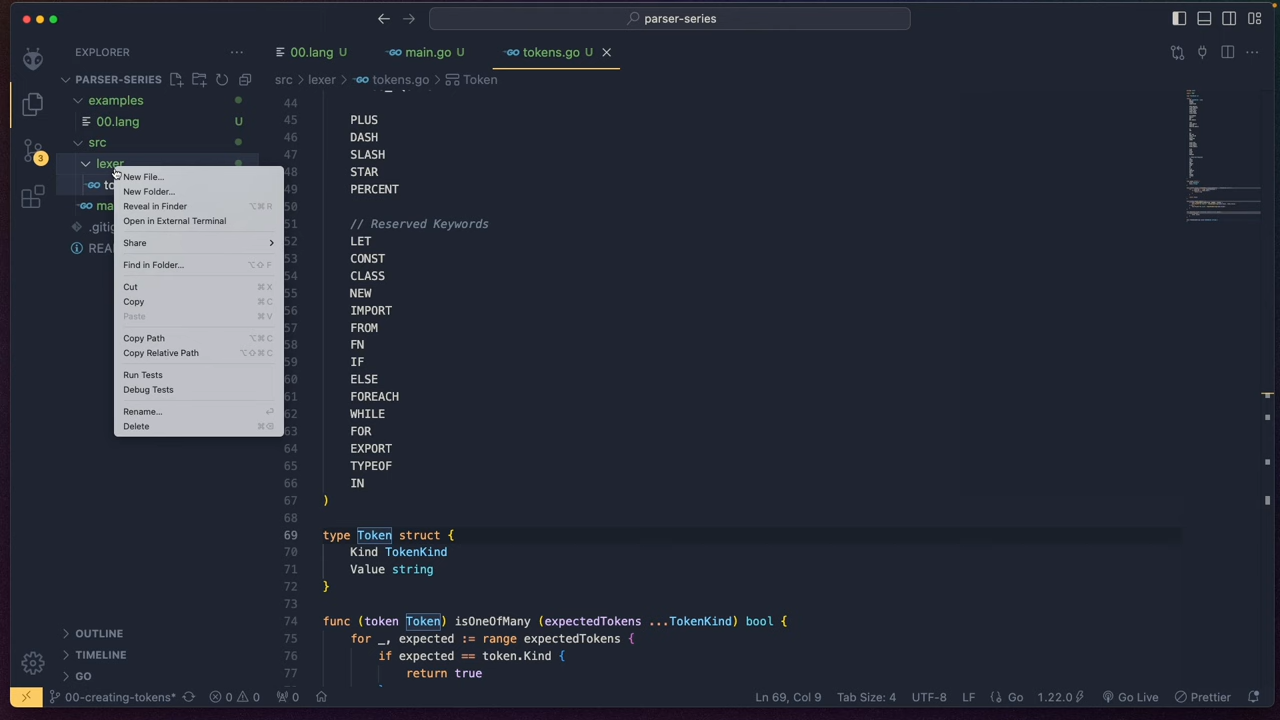 parser-series
EXPLORER
00.lang U
main.go U
tokens.go U
PARSER-SERIES
src > lexer > tokens.go > Token
examples
00.lang U
src
lexer
3
New File...
New Folder...
Reveal in Finder ⌥⌘R
Open in External Terminal
Share
Find in Folder... ⌥⇧F
Cut ⌘X
Copy ⌘C
Paste ⌘V
Copy Path ⌥⌘C
Copy Relative Path ⌥⇧⌘C
Run Tests
Debug Tests
Rename...
Delete
44
45 PLUS
46 DASH
47 SLASH
48 STAR
49 PERCENT
50
51 // Reserved Keywords
52 LET
53 CONST
54 CLASS
55 NEW
56 IMPORT
57 FROM
58 FN
59 IF
60 ELSE
61 FOREACH
62 WHILE
63 FOR
64 EXPORT
65 TYPEOF
66 IN
67 )
68
69 type Token struct {
70 Kind TokenKind
71 Value string
72 }
73
74 func (token Token) isOneOfMany (expectedTokens ...TokenKind) bool {
75 for _, expected := range expectedTokens {
76 if expected == token.Kind {
77 return true
OUTLINE
TIMELINE
GO
00-creating-tokens* 0 0 0 Ln 69, Col 9 Tab Size: 4 UTF-8 LF Go 1.22.0 Go Live Prettier